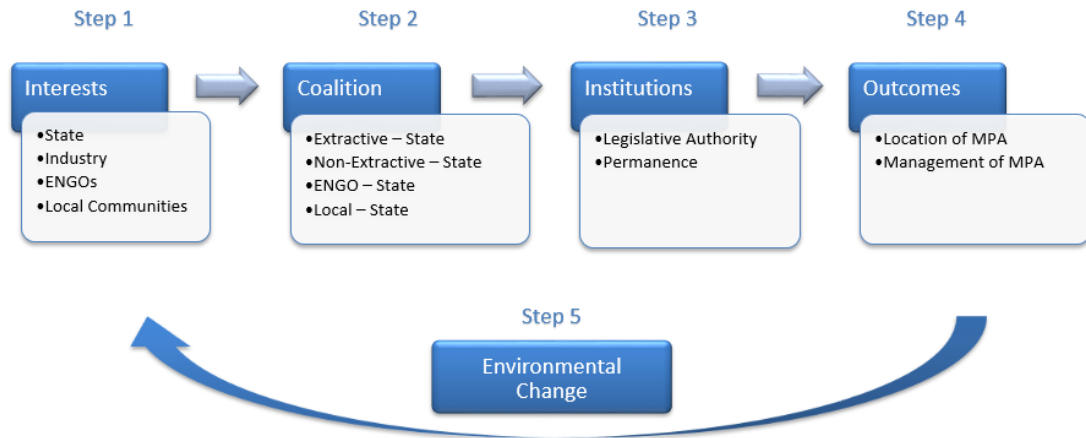 Step 1
Step 2
Step 3
Step 4
Interests
•State
•Industry
•ENGOs
•Local Communities
Coalition
•Extractive – State
•Non-Extractive – State
•ENGO – State
•Local – State
Institutions
•Legislative Authority
•Permanence
Outcomes
•Location of MPA
•Management of MPA
Step 5
Environmental
Change